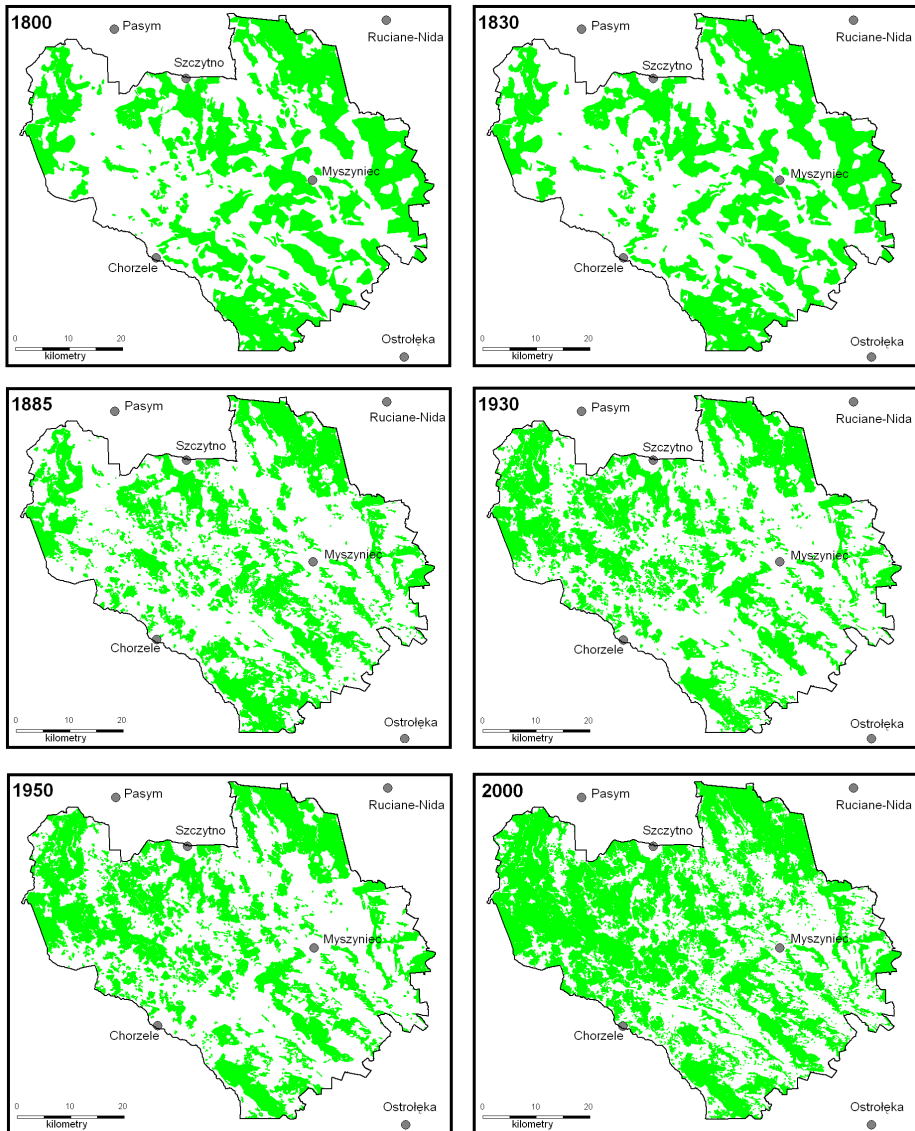 1800
Pasym
Ruciane-Nida
Szczytno
Myszyniec
Chorzele
Ostrołęka
0 10 20
kilometry
1830
Pasym
Ruciane-Nida
Szczytno
Myszyniec
Chorzele
Ostrołęka
0 10 20
kilometry
1885
Pasym
Ruciane-Nida
Szczytno
Myszyniec
Chorzele
Ostrołęka
0 10 20
kilometry
1930
Pasym
Ruciane-Nida
Szczytno
Myszyniec
Chorzele
Ostrołęka
0 10 20
kilometry
1950
Pasym
Ruciane-Nida
Szczytno
Myszyniec
Chorzele
Ostrołęka
0 10 20
kilometry
2000
Pasym
Ruciane-Nida
Szczytno
Myszyniec
Chorzele
Ostrołęka
0 10 20
kilometry